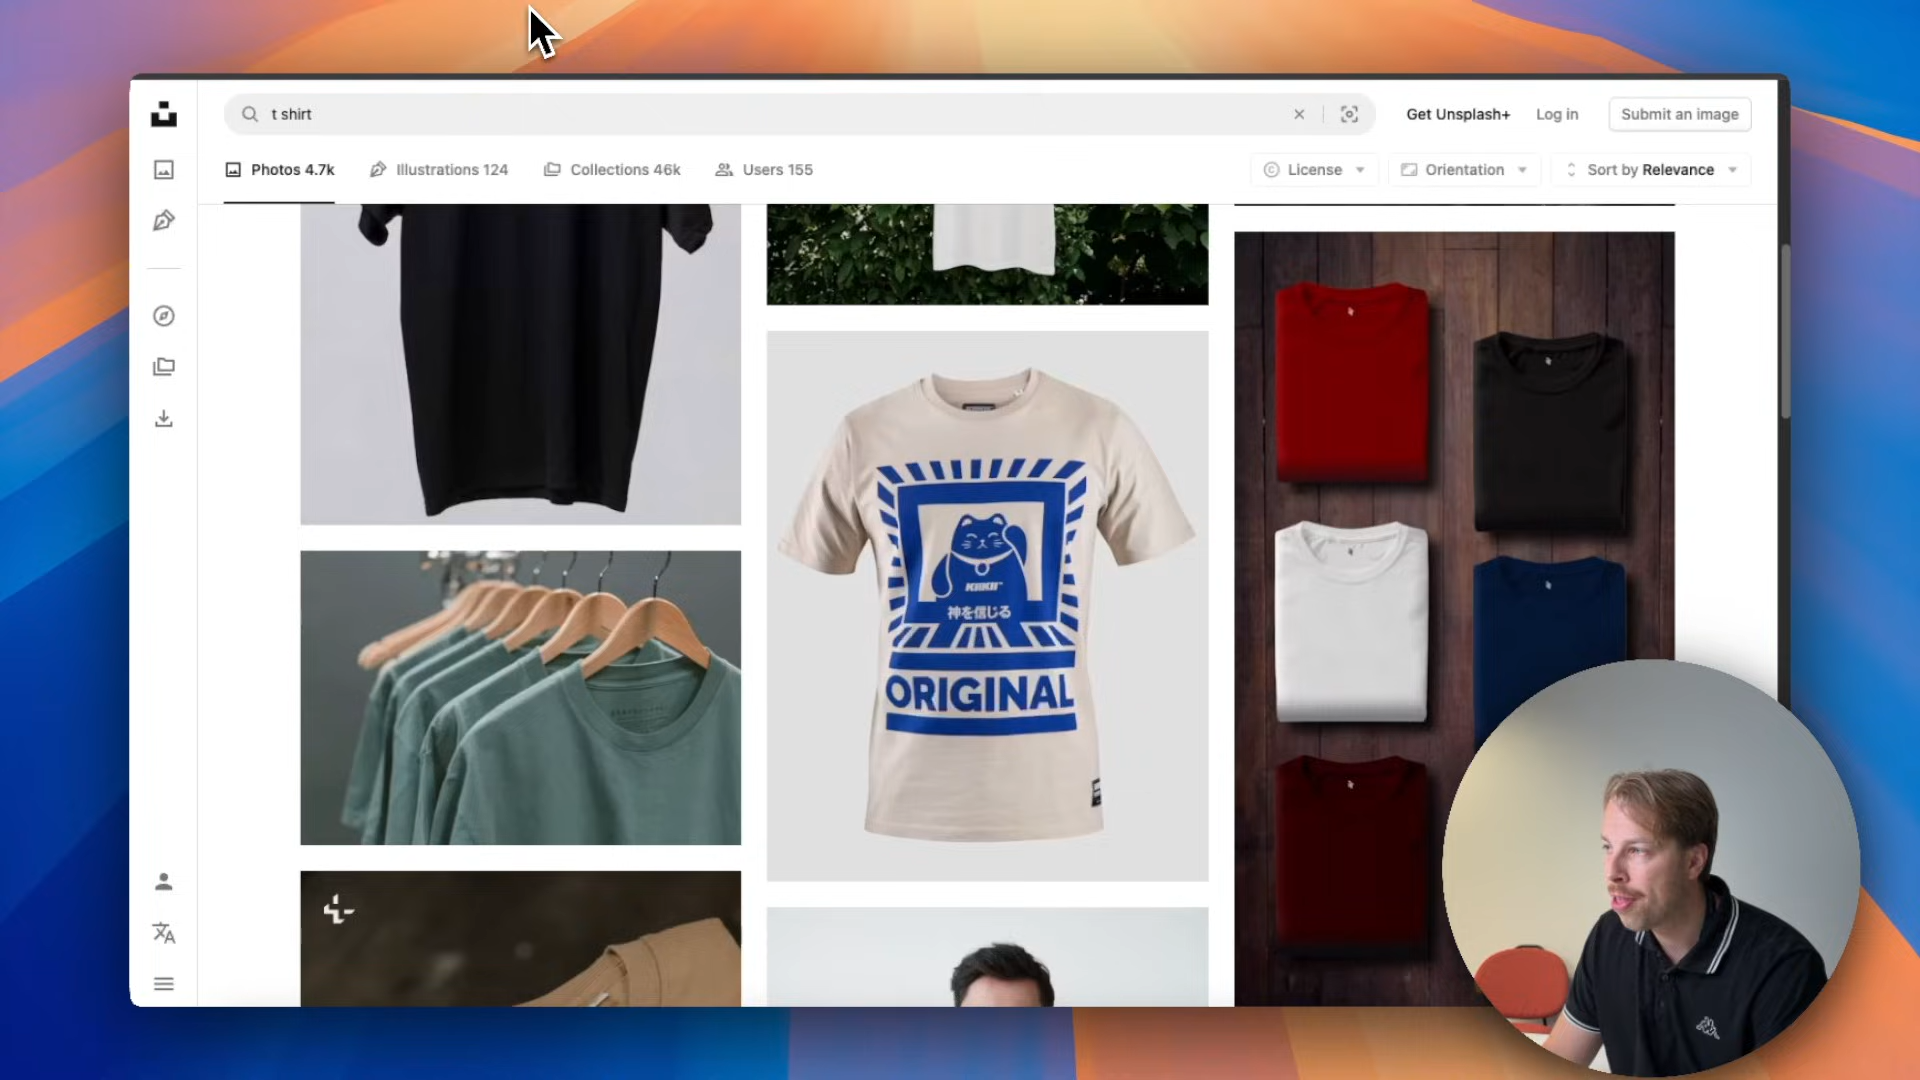 t shirt
Get Unsplash+
Log in
Submit an image
Photos 4.7k
Illustrations 124
Collections 46k
Users 155
License
Orientation
Sort by Relevance
KEKII™
神を信じる
ORIGINAL